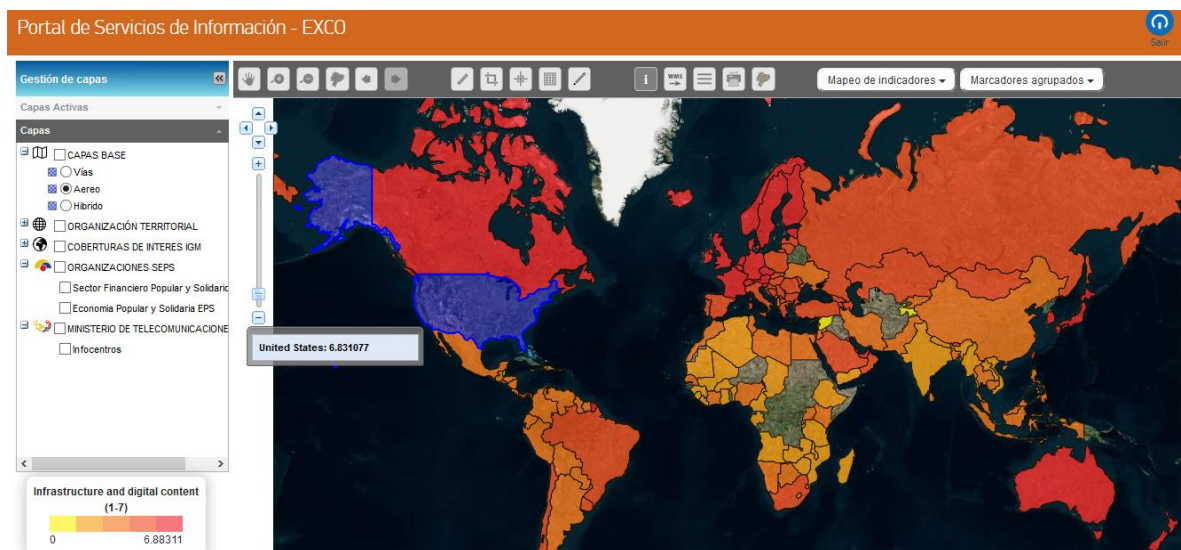 Portal de Servicios de Información - EXCO
Salir
Gestión de capas
WMS
i
Mapeo de indicadores
Marcadores agrupados
Capas Activas
Capas
CAPAS BASE
Vías
Aereo
Hibrido
ORGANIZACIÓN TERRITORIAL
COBERTURAS DE INTERES IGM
ORGANIZACIONES SEPS
Sector Financiero Popular y Solidaric
Economia Popular y Solidaria EPS
MINISTERIO DE TELECOMUNICACIONE
Infocentros
United States: 6.831077
Infrastructure and digital content
(1-7)
0 6.88311